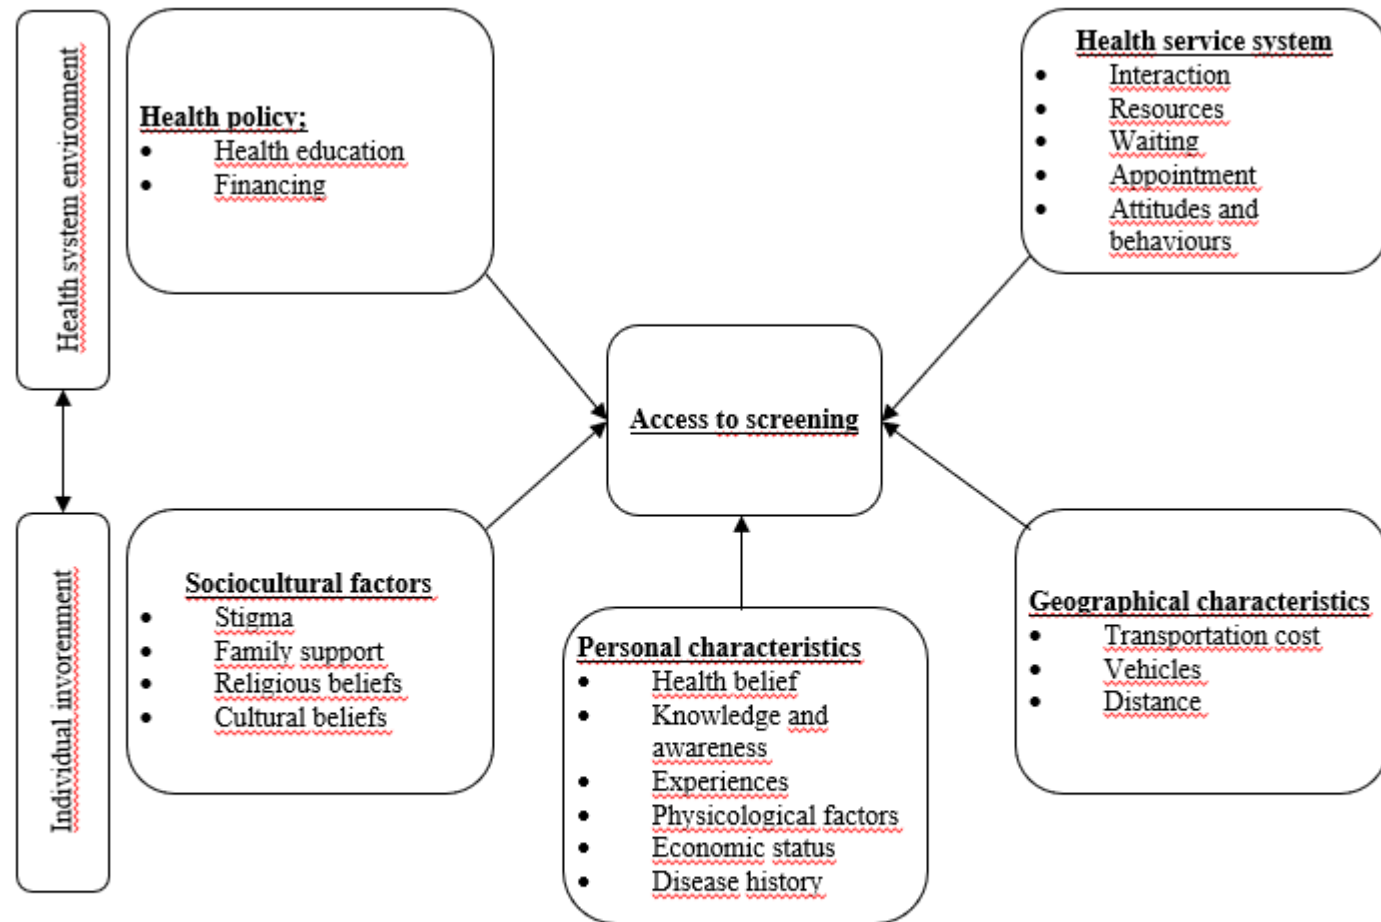 Health system environment
Health policy;
• Health education
• Financing
Health service system
• Interaction
• Resources
• Waiting
• Appointment
• Attitudes and
behaviours
Access to screening
Individual invorenment
Sociocultural factors
• Stigma
• Family support
• Religious beliefs
• Cultural beliefs
Personal characteristics
• Health belief
• Knowledge and
awareness
• Experiences
• Physicological factors
• Economic status
• Disease history
Geographical characteristics
• Transportation cost
• Vehicles
• Distance